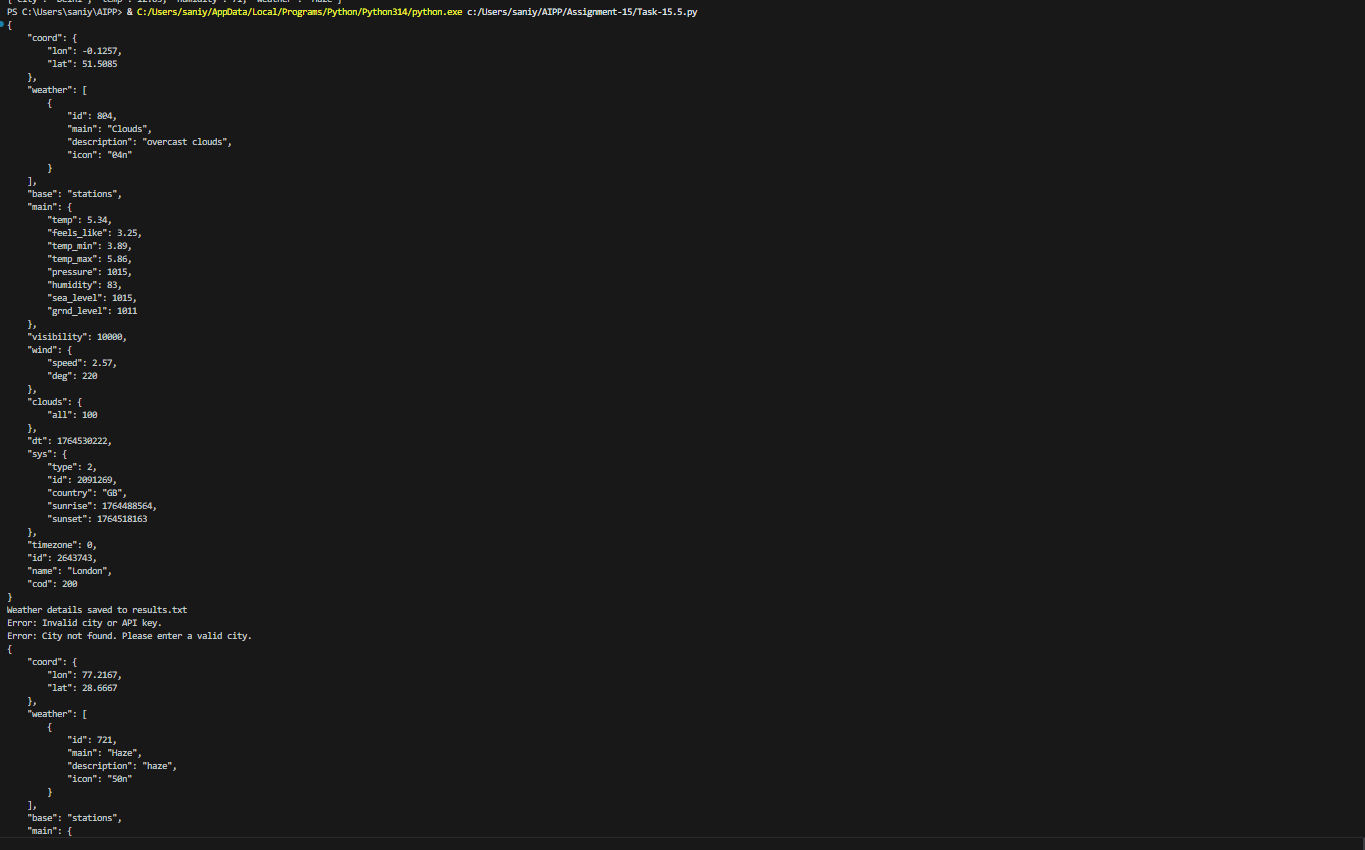 PS C:\Users\saniy\AIPP> & C:/Users/saniy/AppData/Local/Programs/Python/Python314/python.exe c:/Users/saniy/AIPP/Assignment-15/Task-15.5.py
{
    "coord": {
        "lon": -0.1257,
        "lat": 51.5085
    },
    "weather": [
        {
            "id": 804,
            "main": "Clouds",
            "description": "overcast clouds",
            "icon": "04n"
        }
    ],
    "base": "stations",
    "main": {
        "temp": 5.34,
        "feels_like": 3.25,
        "temp_min": 3.89,
        "temp_max": 5.86,
        "pressure": 1015,
        "humidity": 83,
        "sea_level": 1015,
        "grnd_level": 1011
    },
    "visibility": 10000,
    "wind": {
        "speed": 2.57,
        "deg": 220
    },
    "clouds": {
        "all": 100
    },
    "dt": 1764530222,
    "sys": {
        "type": 2,
        "id": 2091269,
        "country": "GB",
        "sunrise": 1764488564,
        "sunset": 1764518163
    },
    "timezone": 0,
    "id": 2643743,
    "name": "London",
    "cod": 200
}
Weather details saved to results.txt
Error: Invalid city or API key.
Error: City not found. Please enter a valid city.
{
    "coord": {
        "lon": 77.2167,
        "lat": 28.6667
    },
    "weather": [
        {
            "id": 721,
            "main": "Haze",
            "description": "haze",
            "icon": "50n"
        }
    ],
    "base": "stations",
    "main": {